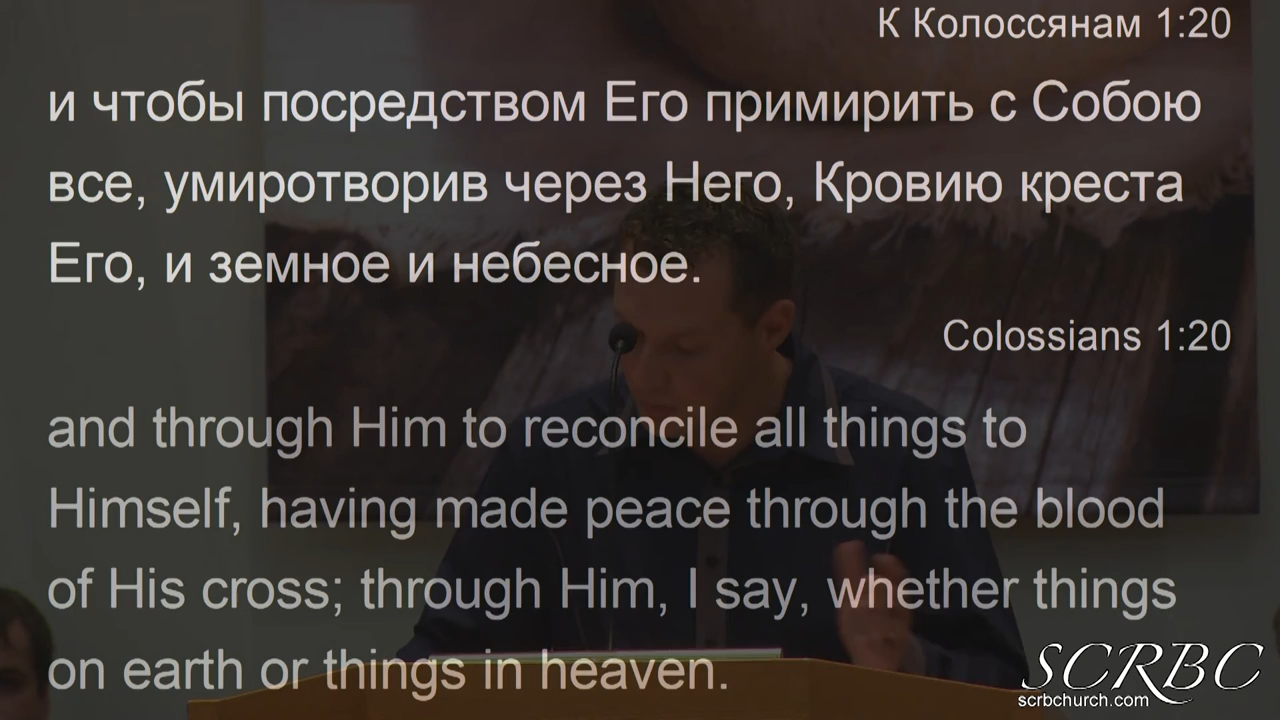 К Колоссянам 1:20
и чтобы посредством Его примирить с Собою
все, умиротворив через Него, Кровию креста
Его, и земное и небесное.
Colossians 1:20
and through Him to reconcile all things to
Himself, having made peace through the blood
of His cross; through Him, I say, whether things
on earth or things in heaven.
SCRBC
scrbchurch.com